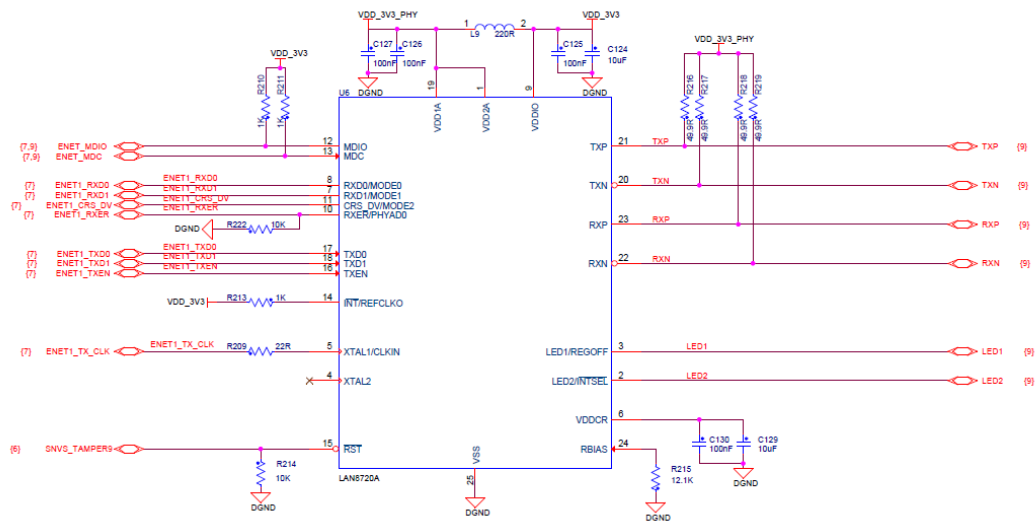 VDD_3V3_PHY
VDD_3V3
1
2
L9
220R
C127
100nF
C126
100nF
C125
100nF
C124
10uF
DGND
DGND
VDD_3V3
R210
1K
R211
1K
VDD_3V3_PHY
R216
49.9R
R217
49.9R
R218
49.9R
R219
49.9R
U6
19
VDD1A
1
VDD2A
9
VDDIO
{7,9} ENET_MDIO 12 MDIO
{7,9} ENET_MDC 13 MDC
{7} ENET1_RXD0 ENET1_RXD0 8 RXD0/MODE0
{7} ENET1_RXD1 ENET1_RXD1 7 RXD1/MODE1
{7} ENET1_CRS_DV ENET1_CRS_DV 11 CRS_DV/MODE2
{7} ENET1_RXER ENET1_RXER 10 RXER/PHYAD0
DGND R222 10K
{7} ENET1_TXD0 ENET1_TXD0 17 TXD0
{7} ENET1_TXD1 ENET1_TXD1 18 TXD1
{7} ENET1_TXEN ENET1_TXEN 16 TXEN
VDD_3V3 R213 1K 14 INT/REFCLKO
{7} ENET1_TX_CLK ENET1_TX_CLK R209 22R 5 XTAL1/CLKIN
4 XTAL2
{6} SNVS_TAMPER9 15 RST
R214
10K
DGND
LAN8720A
VSS
25
DGND
TXP 21 TXP TXP {9}
TXN 20 TXN TXN {9}
RXP 23 RXP RXP {9}
RXN 22 RXN RXN {9}
LED1/REGOFF 3 LED1 LED1 {9}
LED2/INTSEL 2 LED2 LED2 {9}
VDDCR 6
RBIAS 24
C130
100nF
C129
10uF
DGND
R215
12.1K
DGND